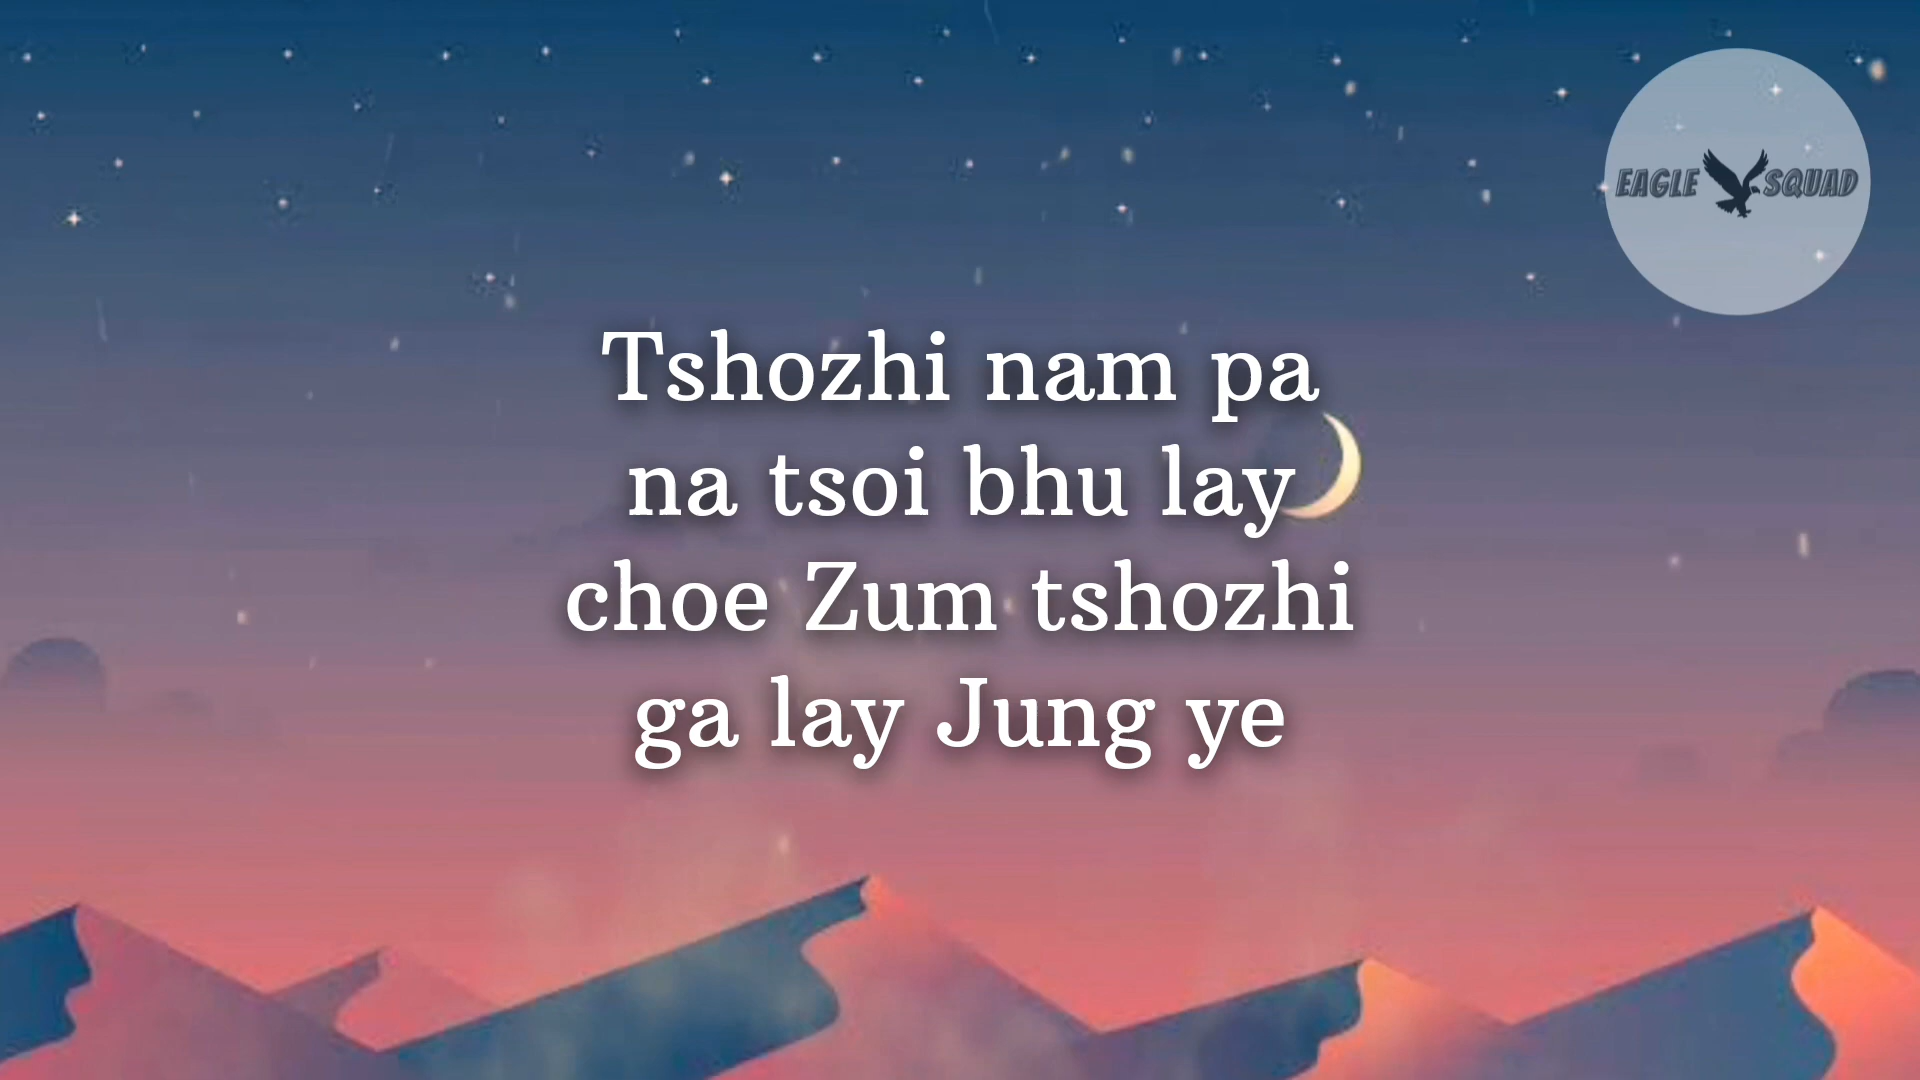 EAGLE SQUAD
Tshozhi nam pa
na tsoi bhu lay
choe Zum tshozhi
ga lay Jung ye